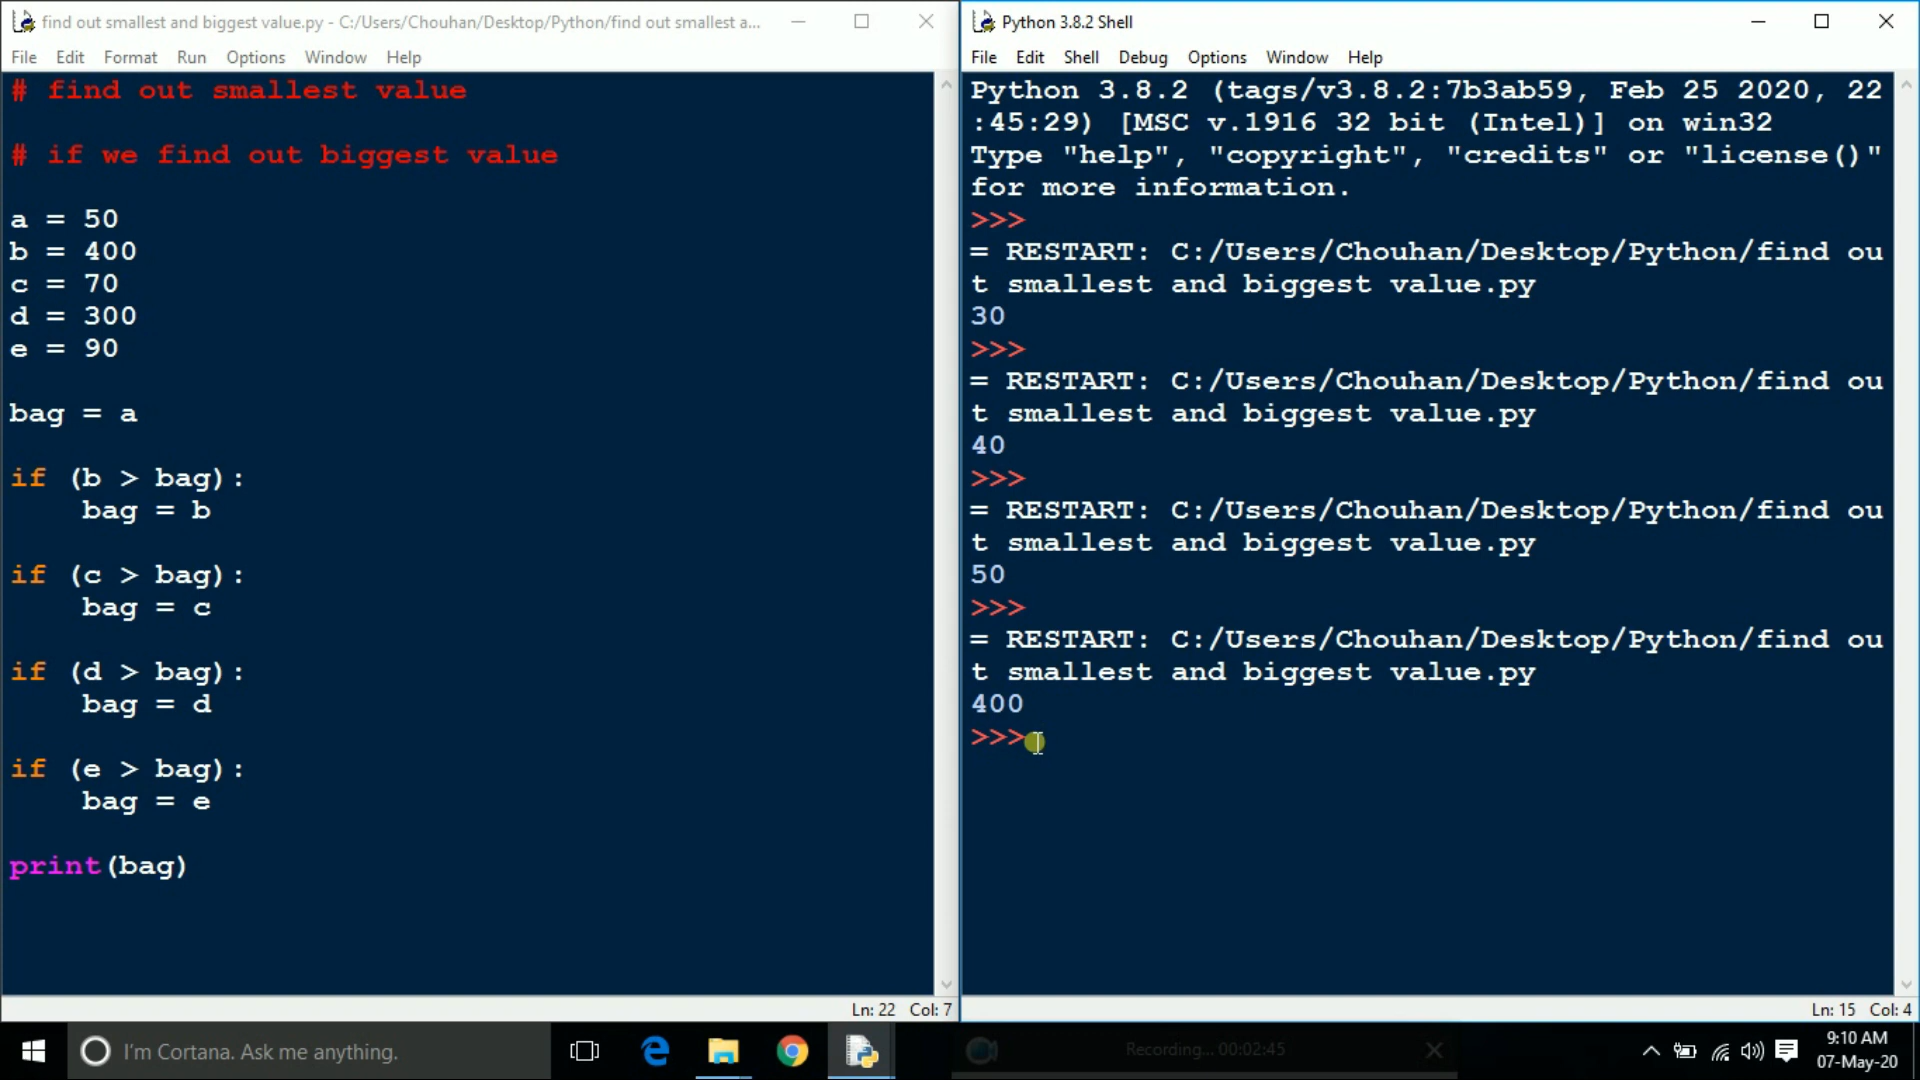 find out smallest and biggest value.py - C:/Users/Chouhan/Desktop/Python/find out smallest a...
File Edit Format Run Options Window Help
# find out smallest value
# if we find out biggest value
a = 50
b = 400
c = 70
d = 300
e = 90
bag = a
if (b > bag):
    bag = b
if (c > bag):
    bag = c
if (d > bag):
    bag = d
if (e > bag):
    bag = e
print(bag)
Ln: 22 Col: 7
Python 3.8.2 Shell
File Edit Shell Debug Options Window Help
Python 3.8.2 (tags/v3.8.2:7b3ab59, Feb 25 2020, 22
:45:29) [MSC v.1916 32 bit (Intel)] on win32
Type "help", "copyright", "credits" or "license()"
for more information.
>>>
= RESTART: C:/Users/Chouhan/Desktop/Python/find ou
t smallest and biggest value.py
30
>>>
= RESTART: C:/Users/Chouhan/Desktop/Python/find ou
t smallest and biggest value.py
40
>>>
= RESTART: C:/Users/Chouhan/Desktop/Python/find ou
t smallest and biggest value.py
50
>>>
= RESTART: C:/Users/Chouhan/Desktop/Python/find ou
t smallest and biggest value.py
400
>>>
Ln: 15 Col: 4
I'm Cortana. Ask me anything.
Recording... 00:02:45
9:10 AM
07-May-20